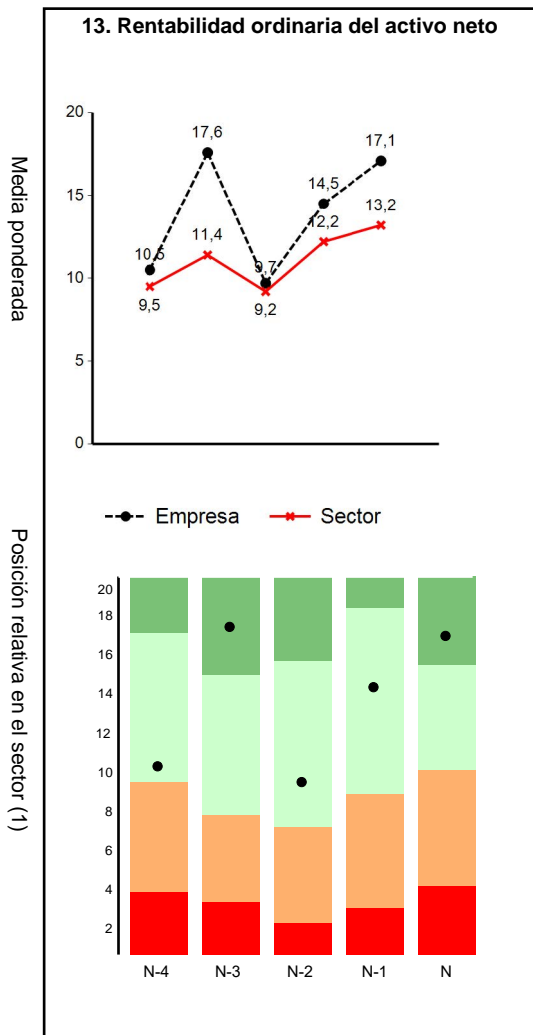 13. Rentabilidad ordinaria del activo neto
Media ponderada
20
15
10
5
0
10,5
17,6
9,7
14,5
17,1
9,5
11,4
9,2
12,2
13,2
Empresa
Sector
Posición relativa en el sector (1)
20
18
16
14
12
10
8
6
4
2
N-4
N-3
N-2
N-1
N